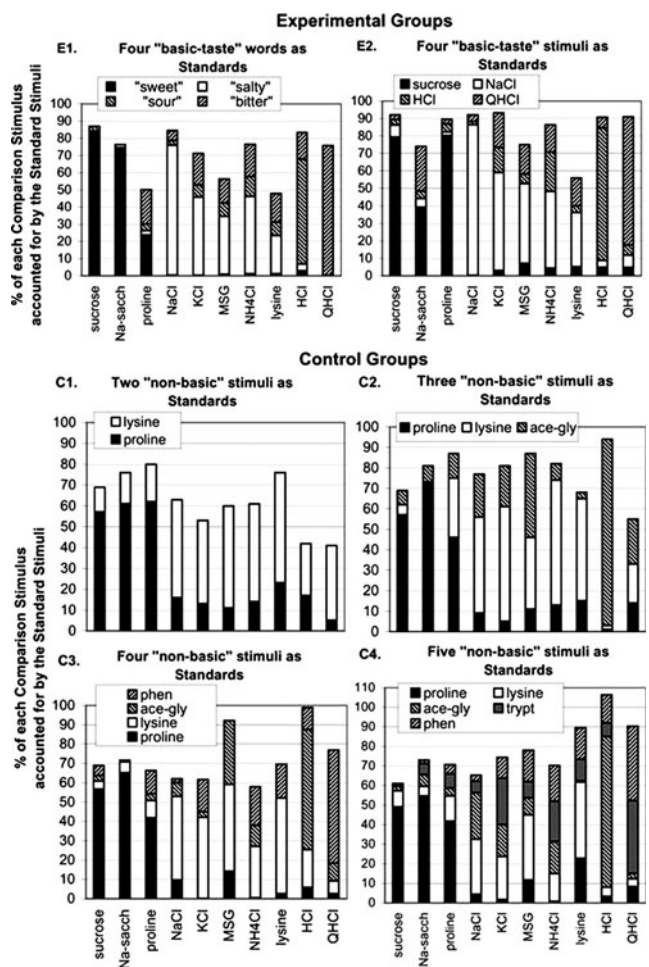 Experimental Groups
E1. Four "basic-taste" words as
Standards
"sweet" "salty"
"sour" "bitter"
% of each Comparison Stimulus
accounted for by the Standard Stimuli
100
90
80
70
60
50
40
30
20
10
0
sucrose
Na-sacch
proline
NaCl
KCl
MSG
NH4Cl
lysine
HCl
QHCl
E2. Four "basic-taste" stimuli as
Standards
sucrose NaCl
HCl QHCl
100
90
80
70
60
50
40
30
20
10
0
sucrose
Na-sacch
proline
NaCl
KCl
MSG
NH4Cl
lysine
HCl
QHCl
Control Groups
C1. Two "non-basic" stimuli as
Standards
lysine
proline
% of each Comparison Stimulus
accounted for by the Standard Stimuli
100
90
80
70
60
50
40
30
20
10
0
C2. Three "non-basic" stimuli as
Standards
proline lysine ace-gly
100
90
80
70
60
50
40
30
20
10
0
C3. Four "non-basic" stimuli as
Standards
phen
ace-gly
lysine
proline
100
90
80
70
60
50
40
30
20
10
0
sucrose
Na-sacch
proline
NaCl
KCl
MSG
NH4Cl
lysine
HCl
QHCl
C4. Five "non-basic" stimuli as
Standards
proline lysine
ace-gly trypt
phen
110
100
90
80
70
60
50
40
30
20
10
0
sucrose
Na-sacch
proline
NaCl
KCl
MSG
NH4Cl
lysine
HCl
QHCl